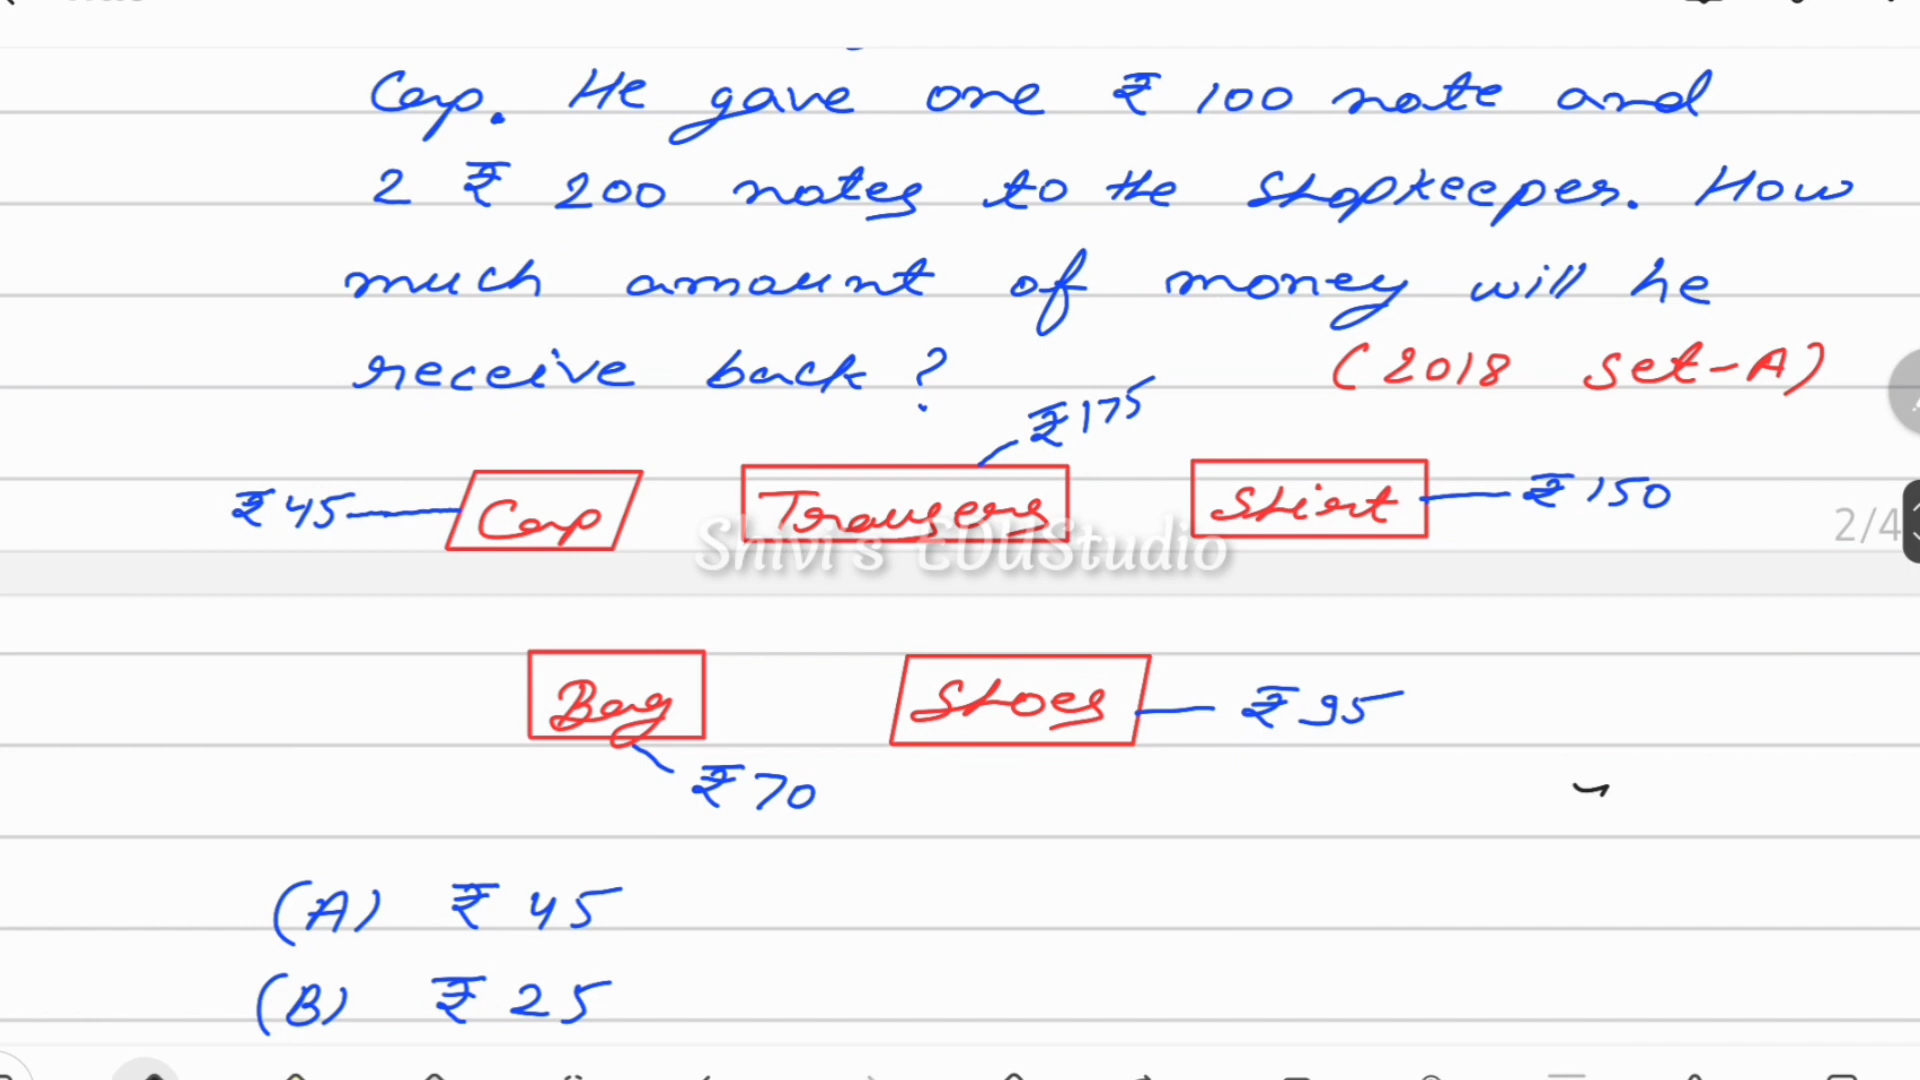 Cap. He gave one ₹ 100 note and
2 ₹ 200 notes to the Shopkeeper. How
much amount of money will he
receive back ?
(2018 Set-A)
₹ 175
₹ 45 Cap Trousers Shirt ₹ 150
2/4
Shivi's EDUStudio
Bag Shoes ₹ 95
₹ 70
(A) ₹ 45
(B) ₹ 25